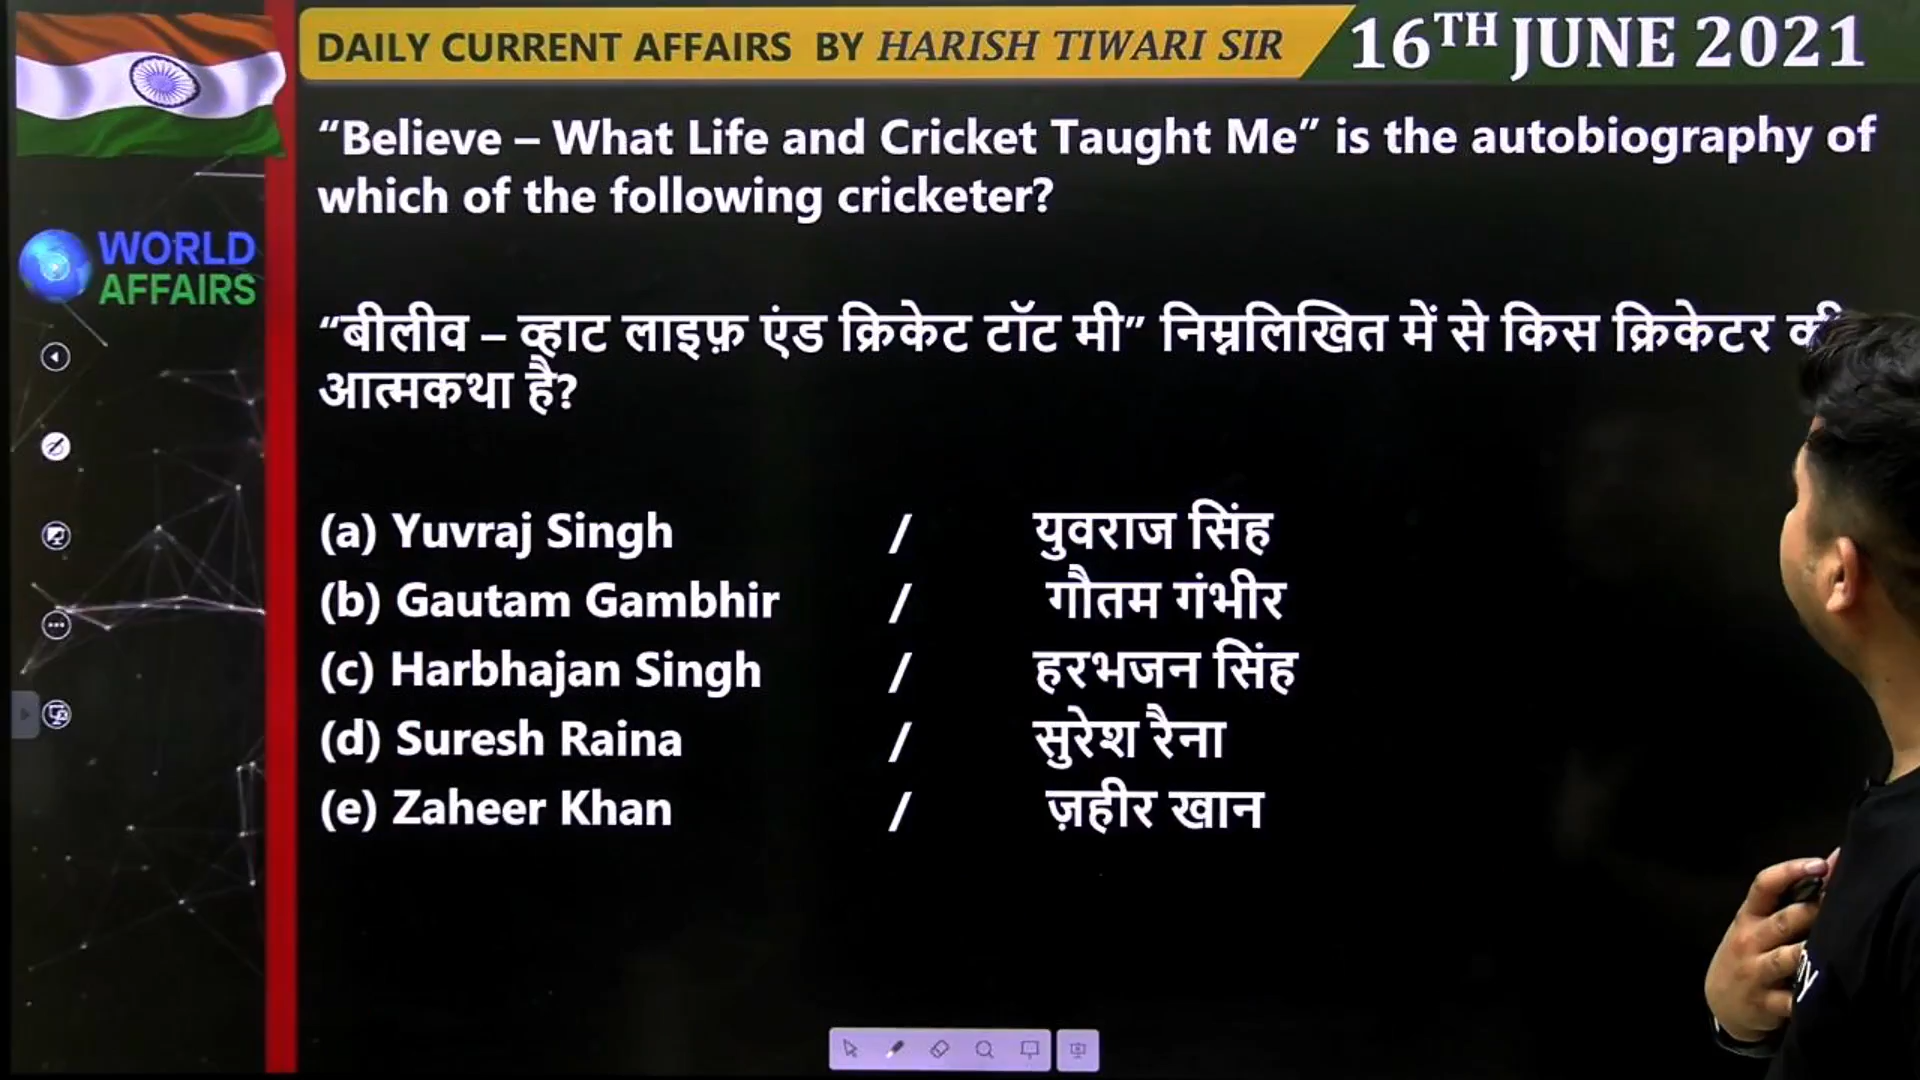 DAILY CURRENT AFFAIRS BY HARISH TIWARI SIR
16TH JUNE 2021
“Believe – What Life and Cricket Taught Me” is the autobiography of
which of the following cricketer?
WORLD
AFFAIRS
“बीलीव – व्हाट लाइफ़ एंड क्रिकेट टॉट मी” निम्नलिखित में से किस क्रिकेटर की
आत्मकथा है?
(a) Yuvraj Singh / युवराज सिंह
(b) Gautam Gambhir / गौतम गंभीर
(c) Harbhajan Singh / हरभजन सिंह
(d) Suresh Raina / सुरेश रैना
(e) Zaheer Khan / ज़हीर खान